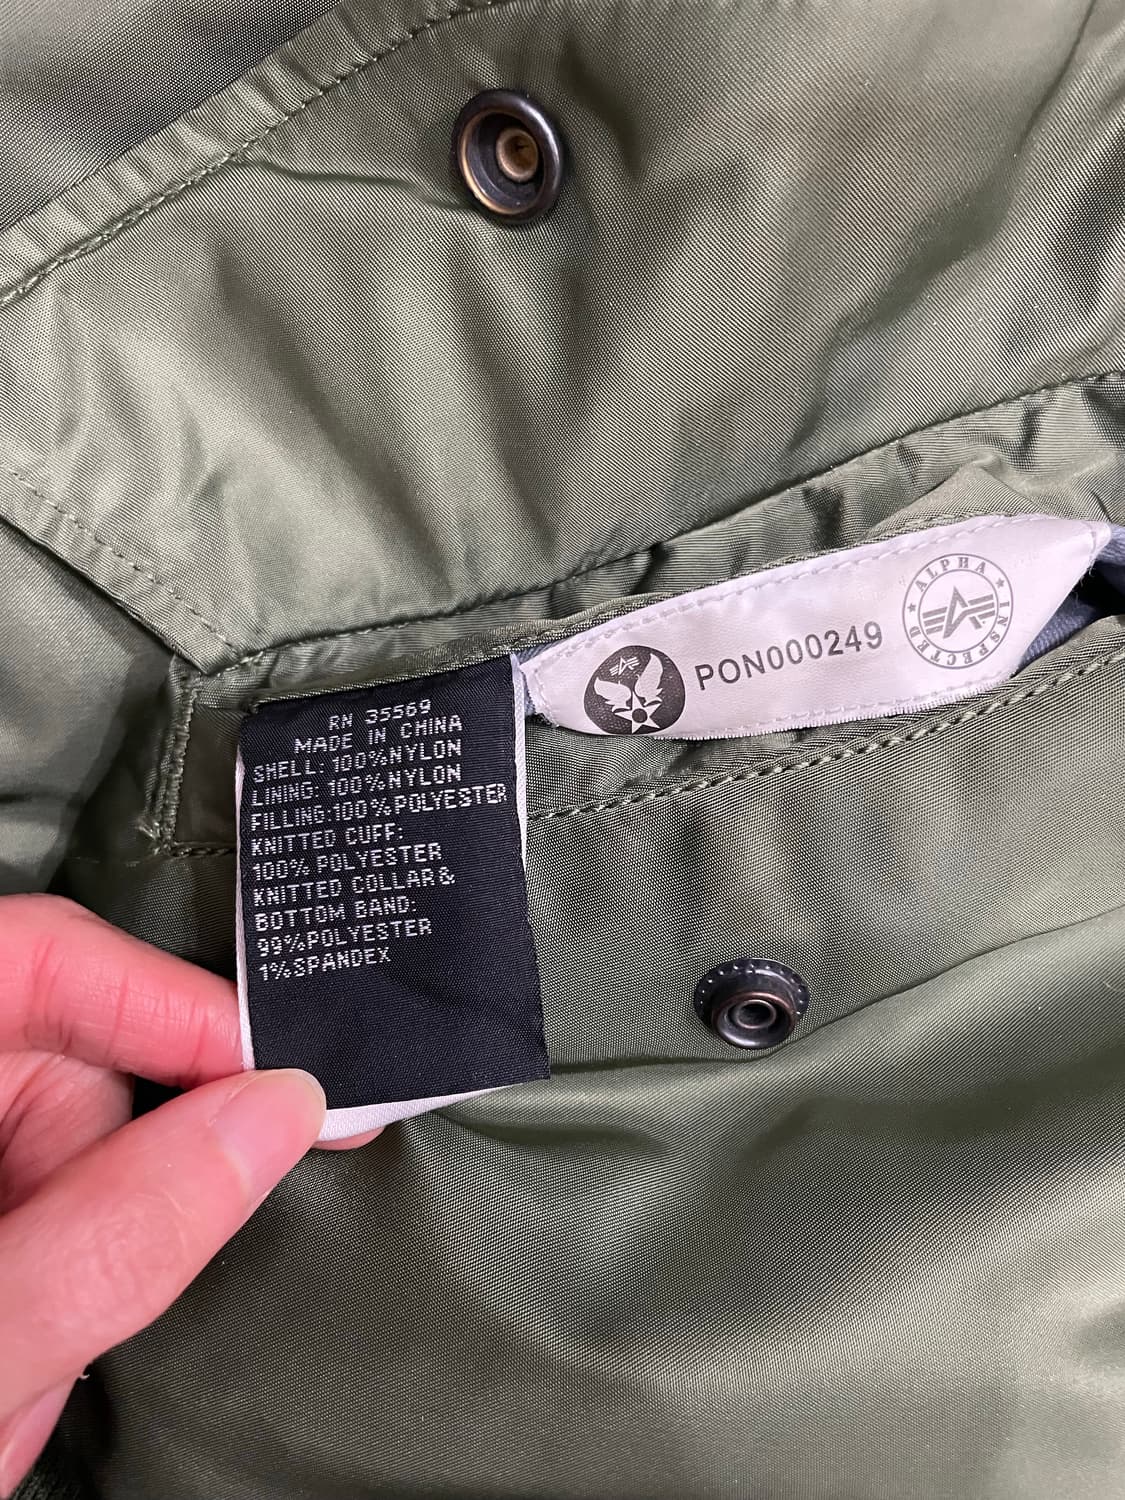 RN 35569
MADE IN CHINA
SHELL: 100%NYLON
LINING: 100%NYLON
FILLING:100%POLYESTER
KNITTED CUFF:
100% POLYESTER
KNITTED COLLAR&
BOTTOM BAND:
99%POLYESTER
1%SPANDEX
PON000249
ALPHA INSPECTED